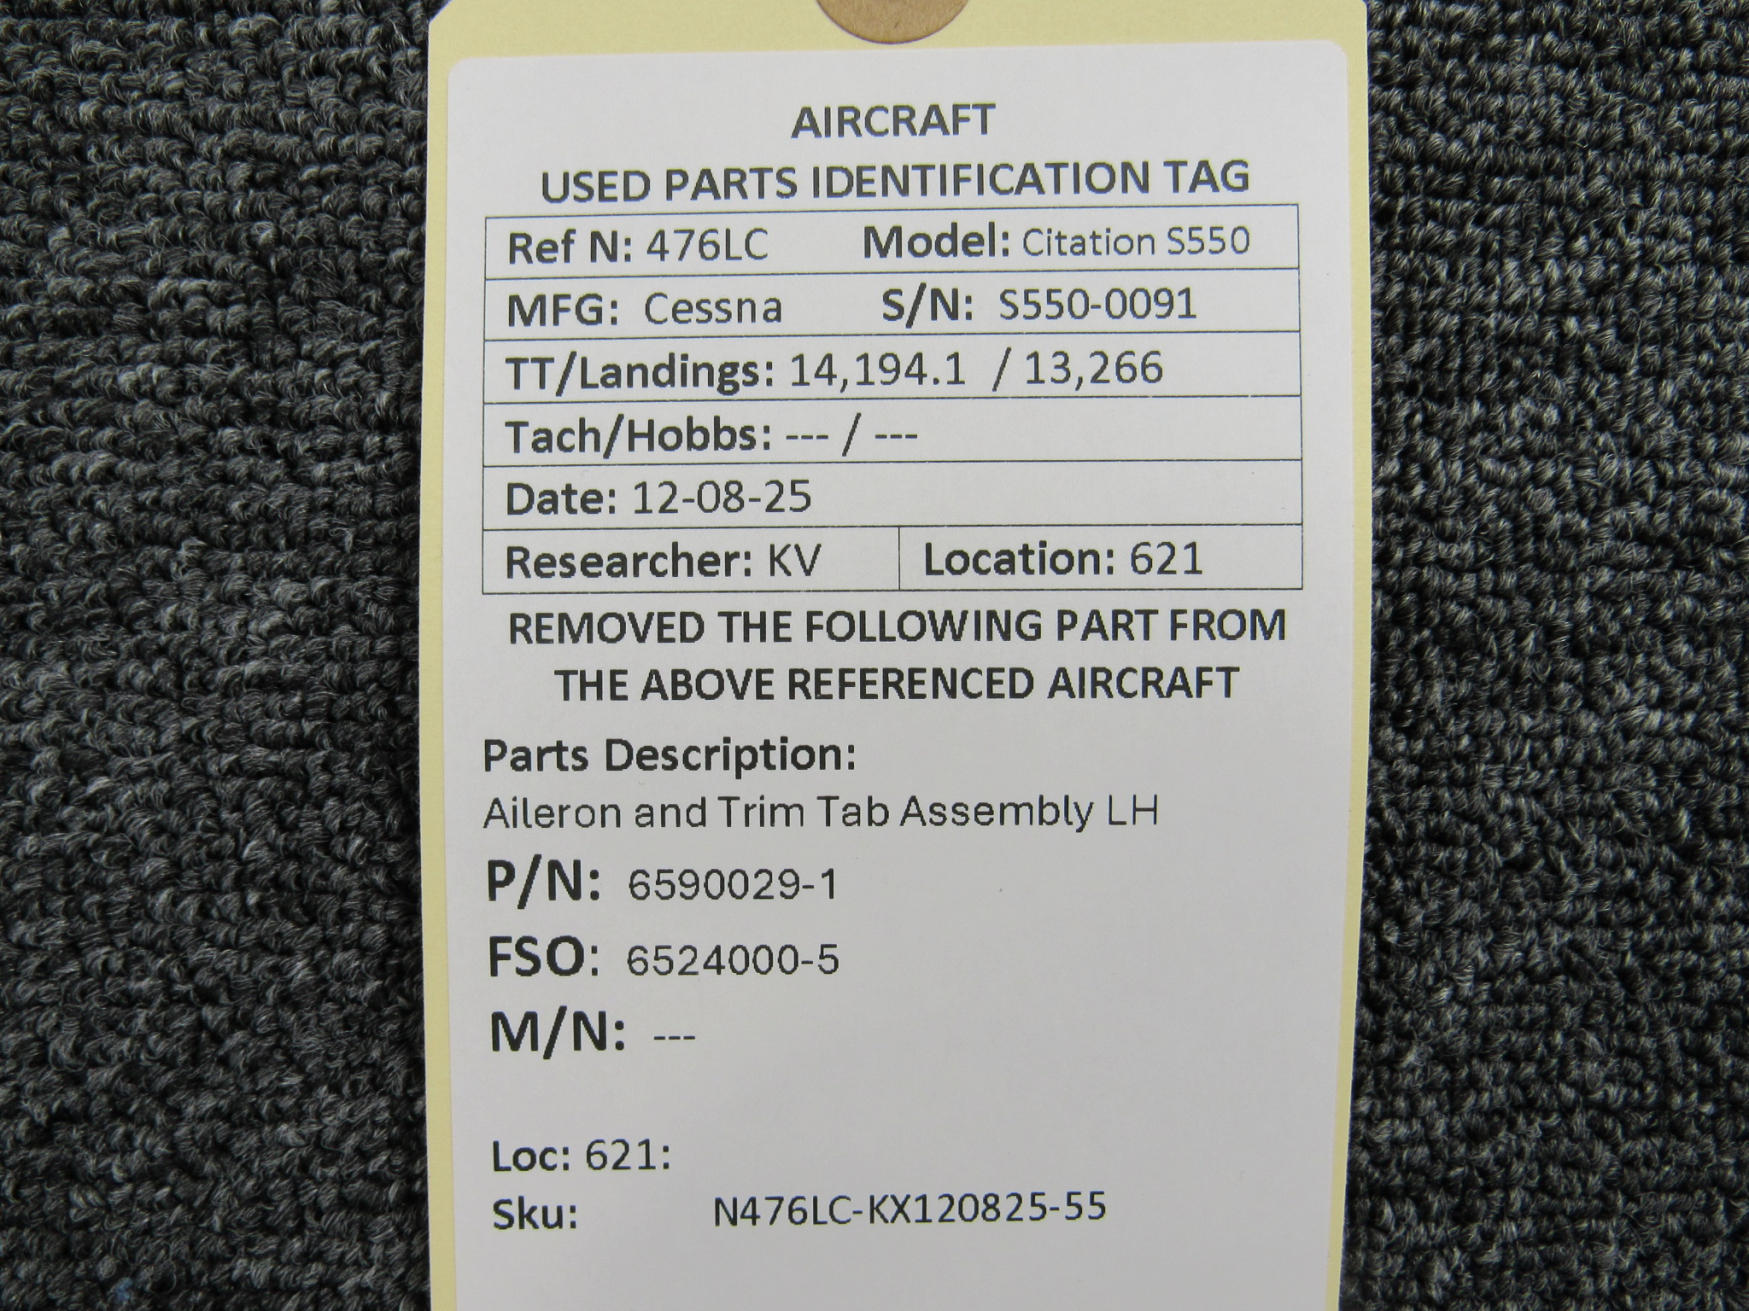 AIRCRAFT
USED PARTS IDENTIFICATION TAG
Ref N: 476LC Model: Citation S550
MFG: Cessna S/N: S550-0091
TT/Landings: 14,194.1 / 13,266
Tach/Hobbs: --- / ---
Date: 12-08-25
Researcher: KV Location: 621
REMOVED THE FOLLOWING PART FROM
THE ABOVE REFERENCED AIRCRAFT
Parts Description:
Aileron and Trim Tab Assembly LH
P/N: 6590029-1
FSO: 6524000-5
M/N: ---
Loc: 621:
Sku: N476LC-KX120825-55